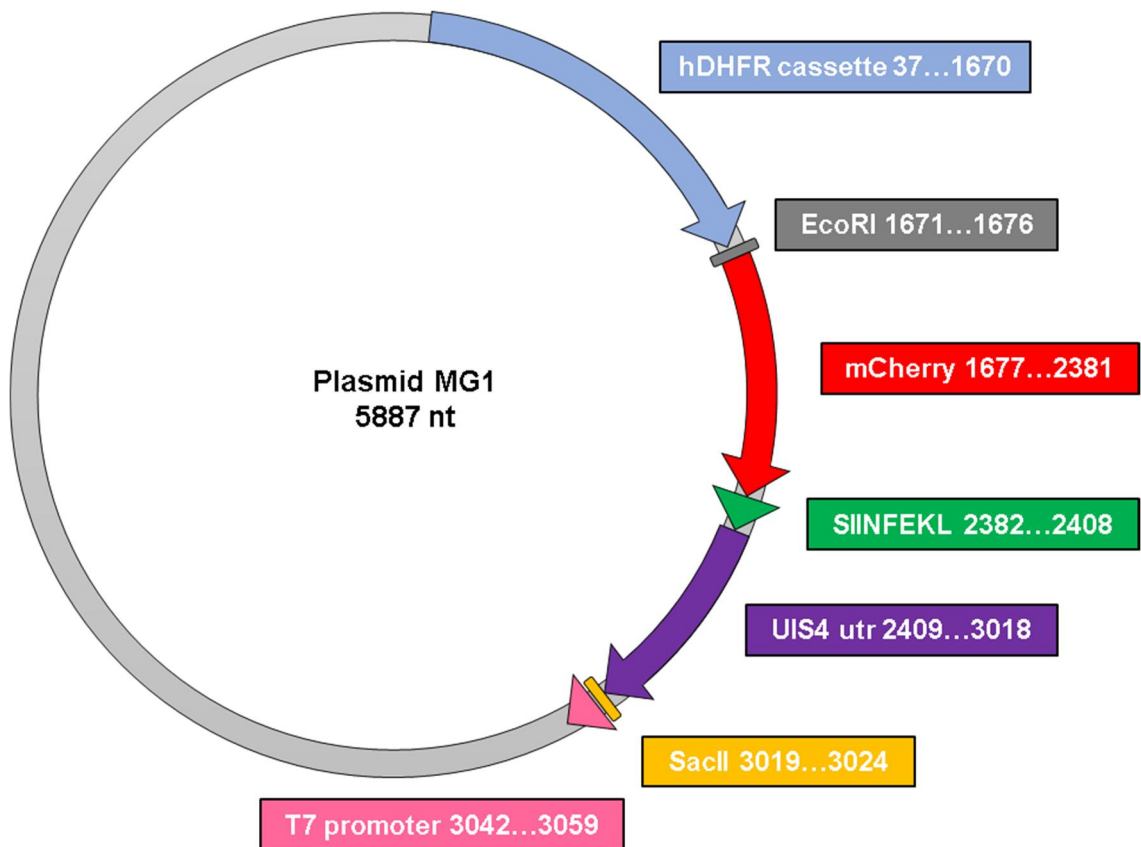 hDHFR cassette 37...1670
EcoRI 1671...1676
mCherry 1677...2381
Plasmid MG1
5887 nt
SIINFEKL 2382...2408
UIS4 utr 2409...3018
SacII 3019...3024
T7 promoter 3042...3059